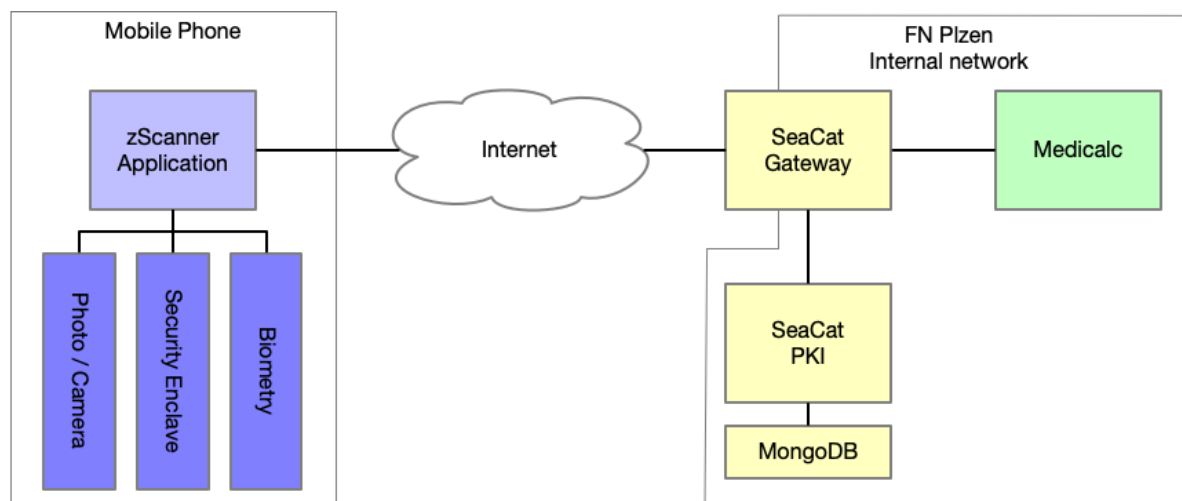 Mobile Phone
zScanner
Application
Photo / Camera
Security Enclave
Biometry
Internet
FN Plzen
Internal network
SeaCat
Gateway
Medicalc
SeaCat
PKI
MongoDB